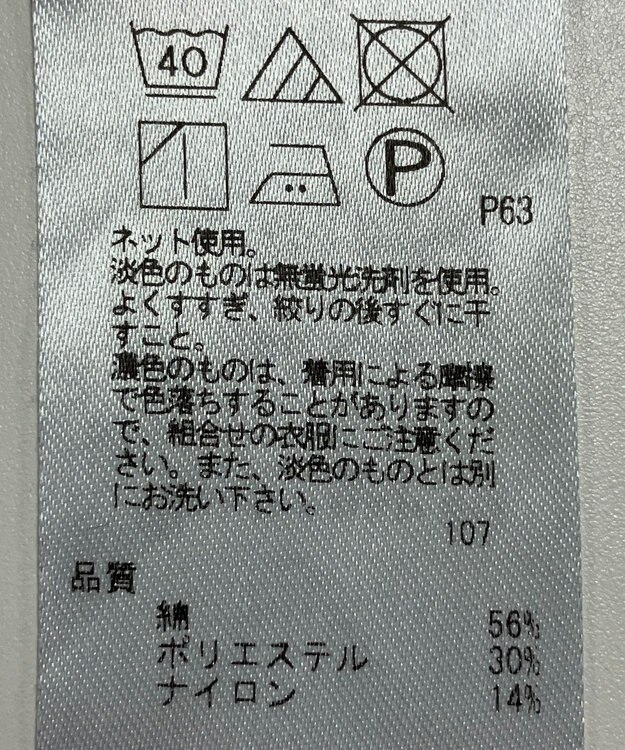 40
P
P63
ネット使用。
淡色のものは無蛍光洗剤を使用。
よくすすぎ、絞りの後すぐに干
すこと。
濃色のものは、着用による摩擦
で色落ちすることがありますの
で、組合せの衣服にご注意くだ
さい。また、淡色のものとは別
にお洗い下さい。
107
品質
綿 56%
ポリエステル 30%
ナイロン 14%